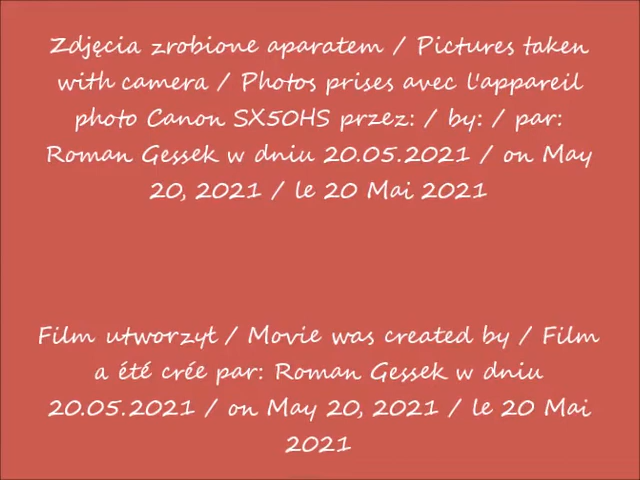 Zdjęcia zrobione aparatem / Pictures taken
with camera / Photos prises avec l'appareil
photo Canon SX50HS przez: / by: / par:
Roman Gessek w dniu 20.05.2021 / on May
20, 2021 / le 20 Mai 2021
Film utworzył / Movie was created by / Film
a été crée par: Roman Gessek w dniu
20.05.2021 / on May 20, 2021 / le 20 Mai
2021